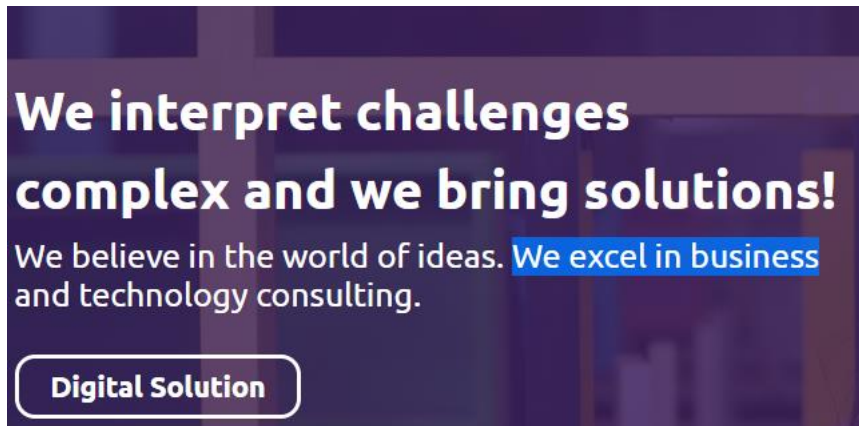 We interpret challenges
complex and we bring solutions!
We believe in the world of ideas. We excel in business
and technology consulting.
Digital Solution